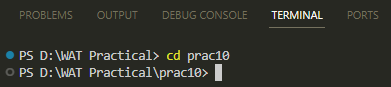 PROBLEMS OUTPUT DEBUG CONSOLE TERMINAL PORTS
PS D:\WAT Practical> cd prac10
PS D:\WAT Practical\prac10>